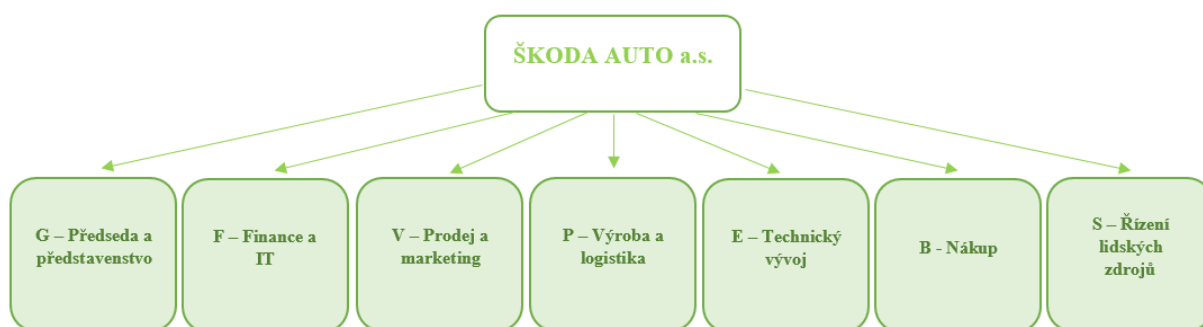 ŠKODA AUTO a.s.
G – Předseda a
představenstvo
F – Finance a
IT
V – Prodej a
marketing
P – Výroba a
logistika
E – Technický
vývoj
B - Nákup
S – Řízení
lidských
zdrojů